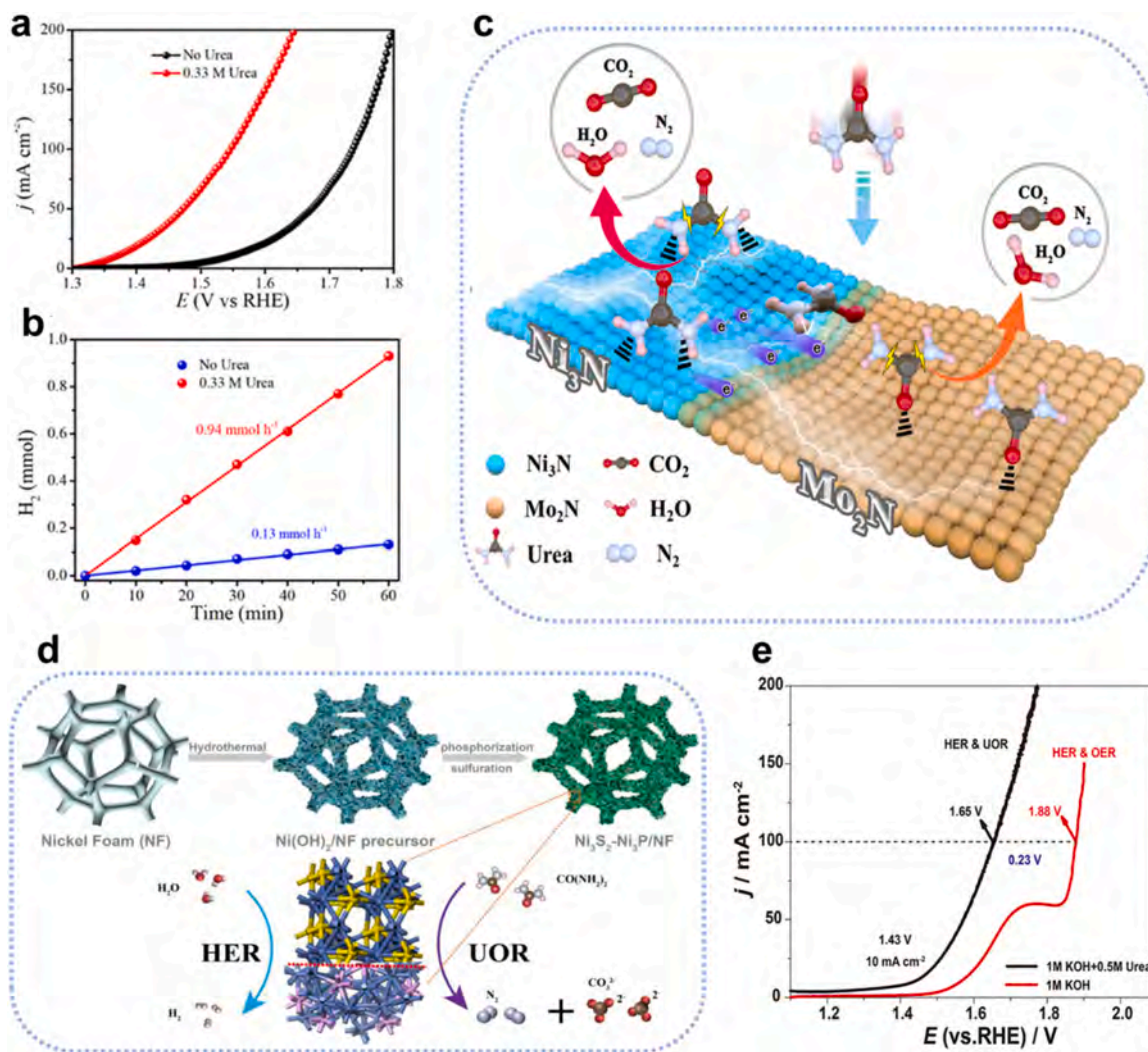 a
200
150
100
50
0
No Urea
0.33 M Urea
j (mA cm⁻²)
1.3 1.4 1.5 1.6 1.7 1.8
E (V vs RHE)
b
1.0
0.8
0.6
0.4
0.2
0.0
No Urea
0.33 M Urea
0.94 mmol h⁻¹
0.13 mmol h⁻¹
H₂ (mmol)
0 10 20 30 40 50 60
Time (min)
c
CO₂
H₂O
N₂
CO₂
N₂
H₂O
e
e
e
e
e
Ni₃N
Mo₂N
Ni₃N
CO₂
Mo₂N
H₂O
Urea
N₂
d
Hydrothermal
phosphorization
sulfuration
Nickel Foam (NF)
Ni(OH)₂/NF precursor
Ni₃S₂-Ni₃P/NF
H₂O
CO(NH₂)₂
HER
UOR
H₂
N₂
+
CO₃²⁻
2-
2-
e
200
150
100
50
0
j / mA cm⁻²
HER & UOR
HER & OER
1.65 V
1.88 V
0.23 V
1.43 V
10 mA cm⁻²
1M KOH+0.5M Urea
1M KOH
1.2 1.4 1.6 1.8 2.0
E (vs.RHE) / V